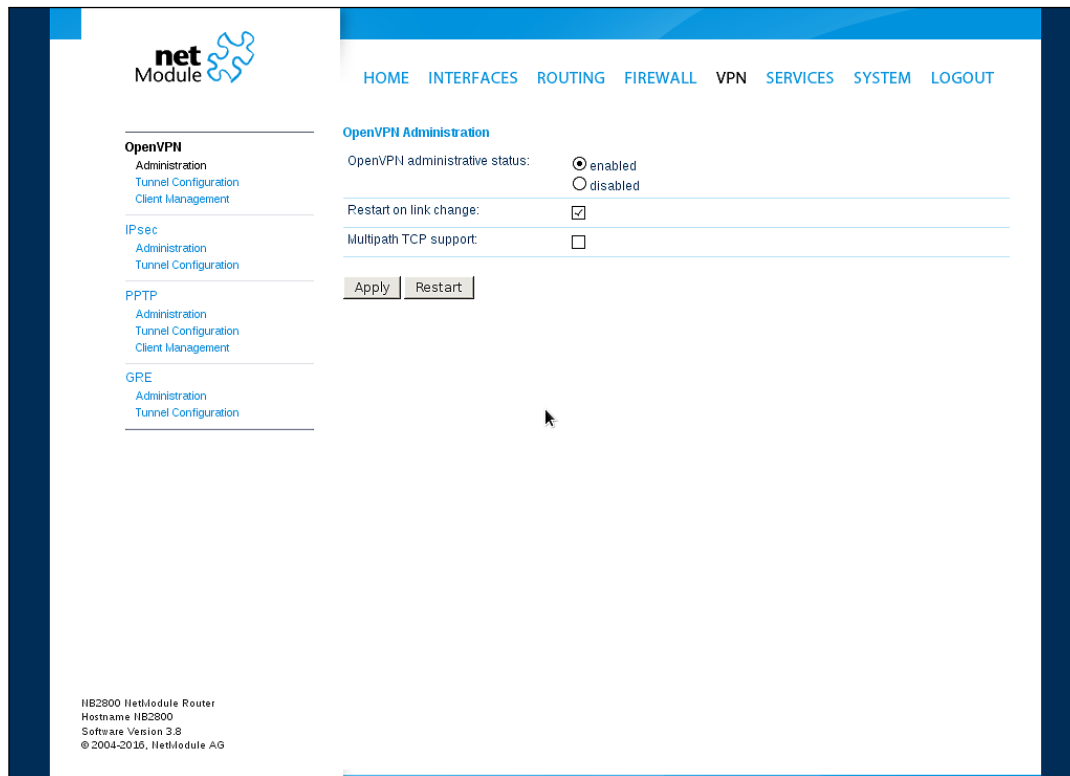 net
Module
HOME INTERFACES ROUTING FIREWALL VPN SERVICES SYSTEM LOGOUT
OpenVPN
Administration
Tunnel Configuration
Client Management
IPsec
Administration
Tunnel Configuration
PPTP
Administration
Tunnel Configuration
Client Management
GRE
Administration
Tunnel Configuration
OpenVPN Administration
OpenVPN administrative status:
enabled
disabled
Restart on link change:
Multipath TCP support:
Apply Restart
NB2800 NetModule Router
Hostname NB2800
Software Version 3.8
© 2004-2016, NetModule AG